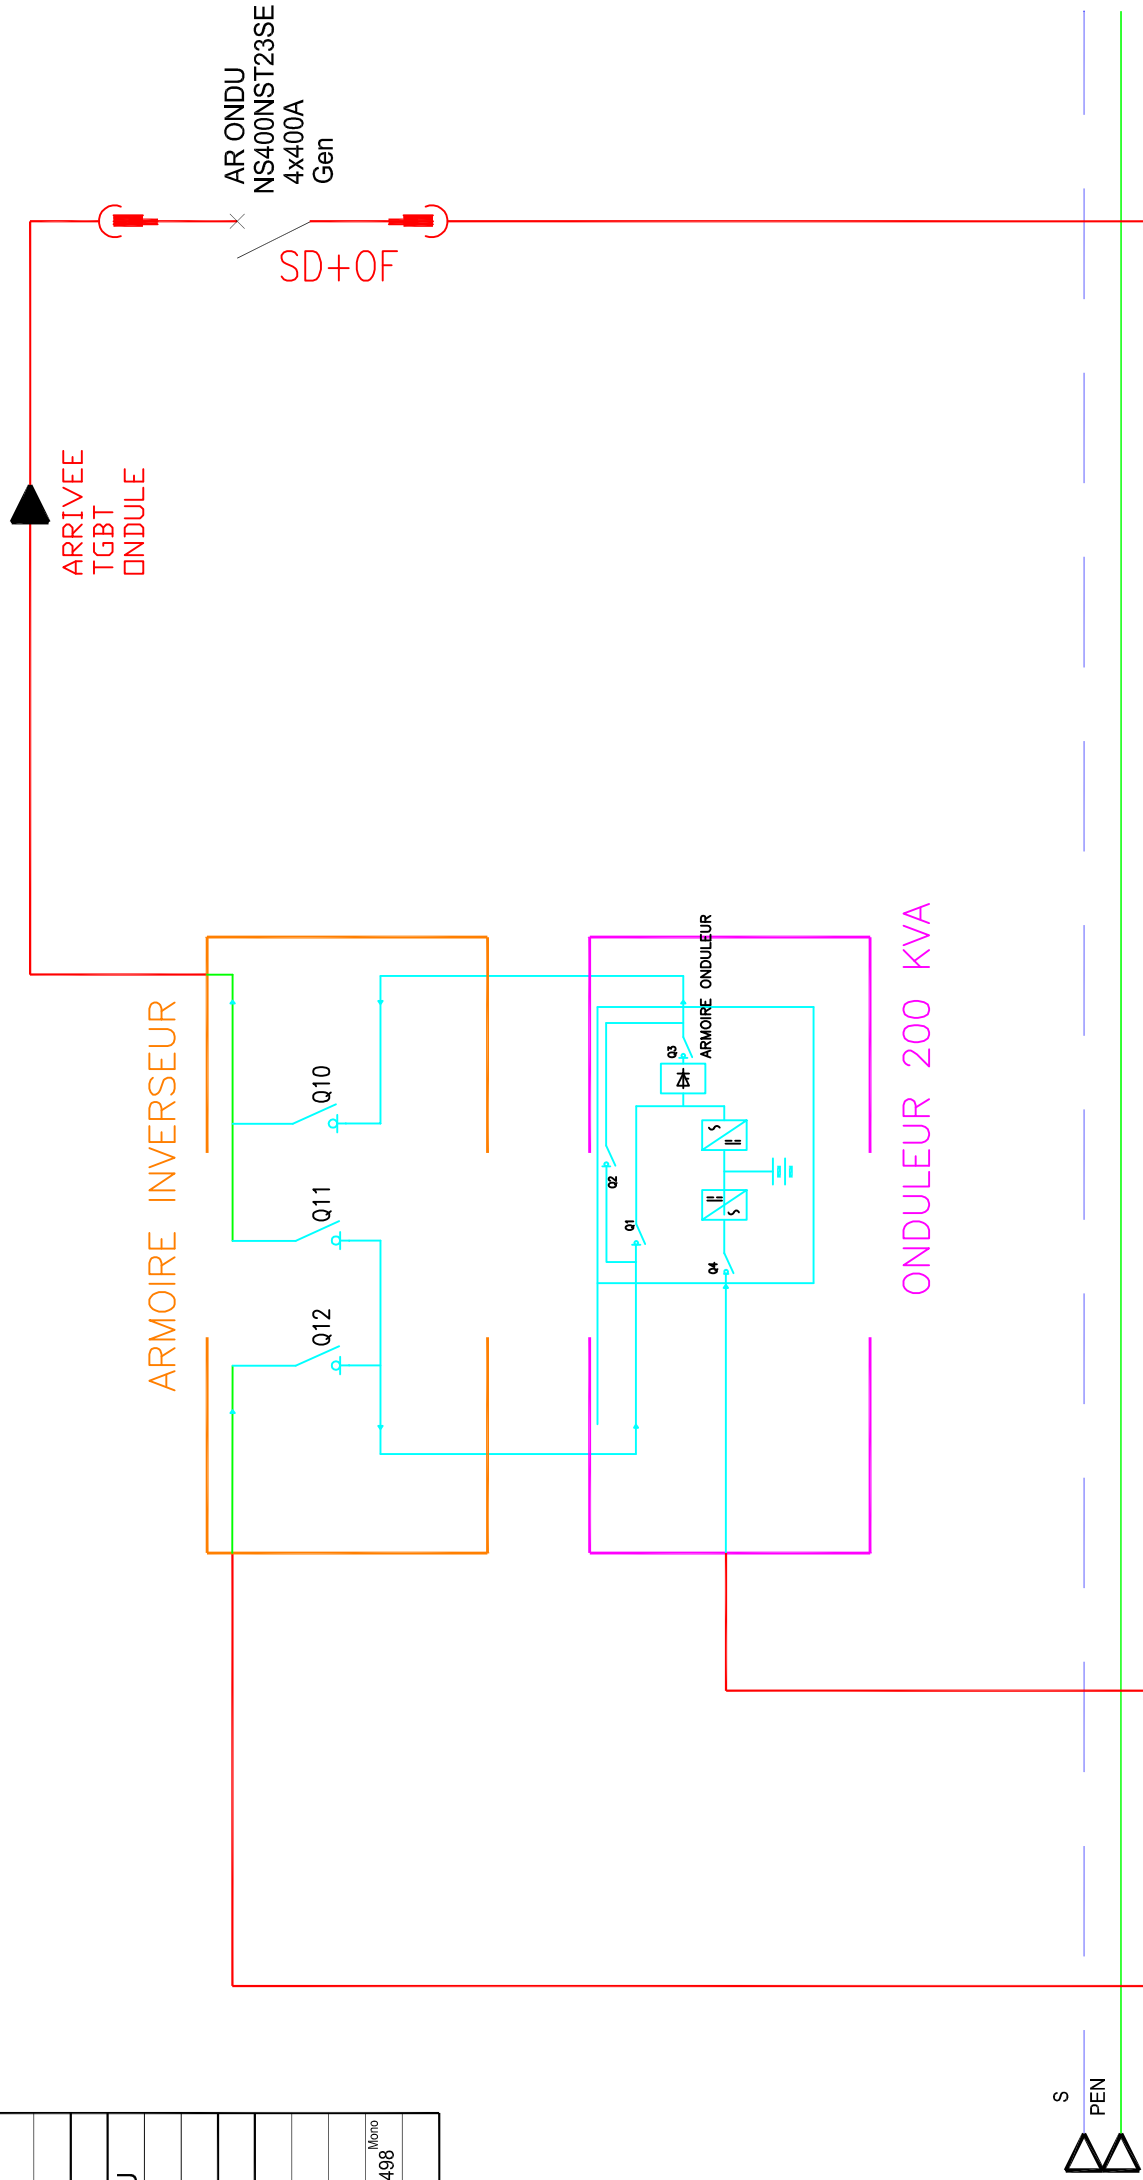 AR ONDU
NS400NST23SE
4x400A
Gen
SD+OF
ARRIVEE
TGBT
ONDULE
ARMOIRE INVERSEUR
Q12
Q11
Q10
ONDULEUR 200 KVA
ARMOIRE ONDULEUR
Q1
Q2
Q3
Q4
Mono
498
U
S
PEN